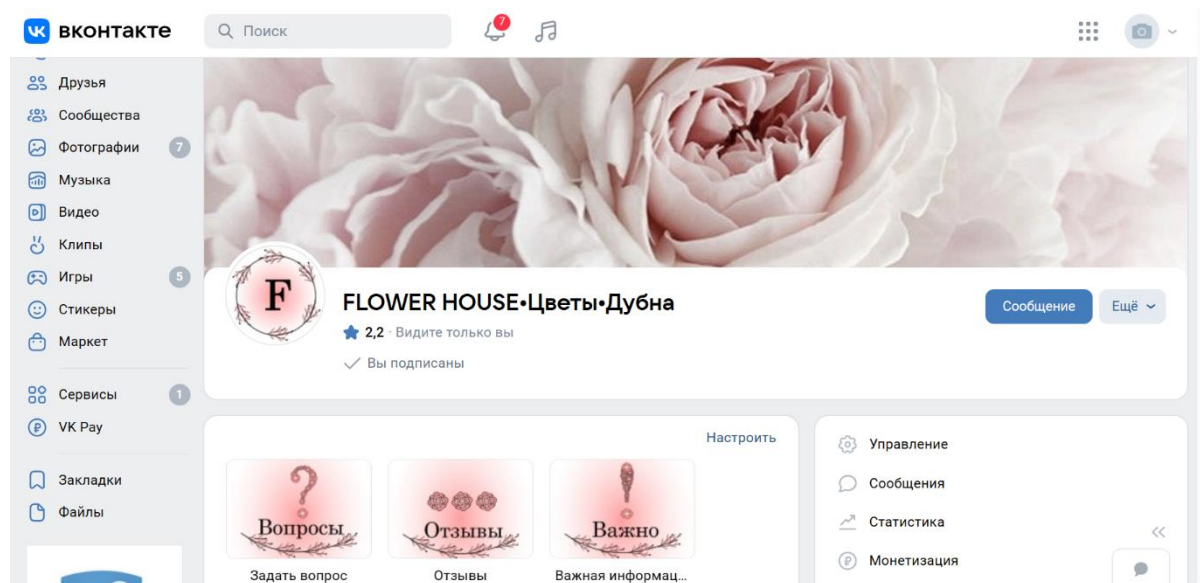 вконтакте
Поиск
7
Друзья
Сообщества
Фотографии 7
Музыка
Видео
Клипы
Игры 5
Стикеры
Маркет
Сервисы 1
VK Pay
Закладки
Файлы
F
FLOWER HOUSE•Цветы•Дубна
2,2 · Видите только вы
Вы подписаны
Сообщение
Ещё
Настроить
Вопросы
Отзывы
Важно
Задать вопрос
Отзывы
Важная информац...
Управление
Сообщения
Статистика
Монетизация